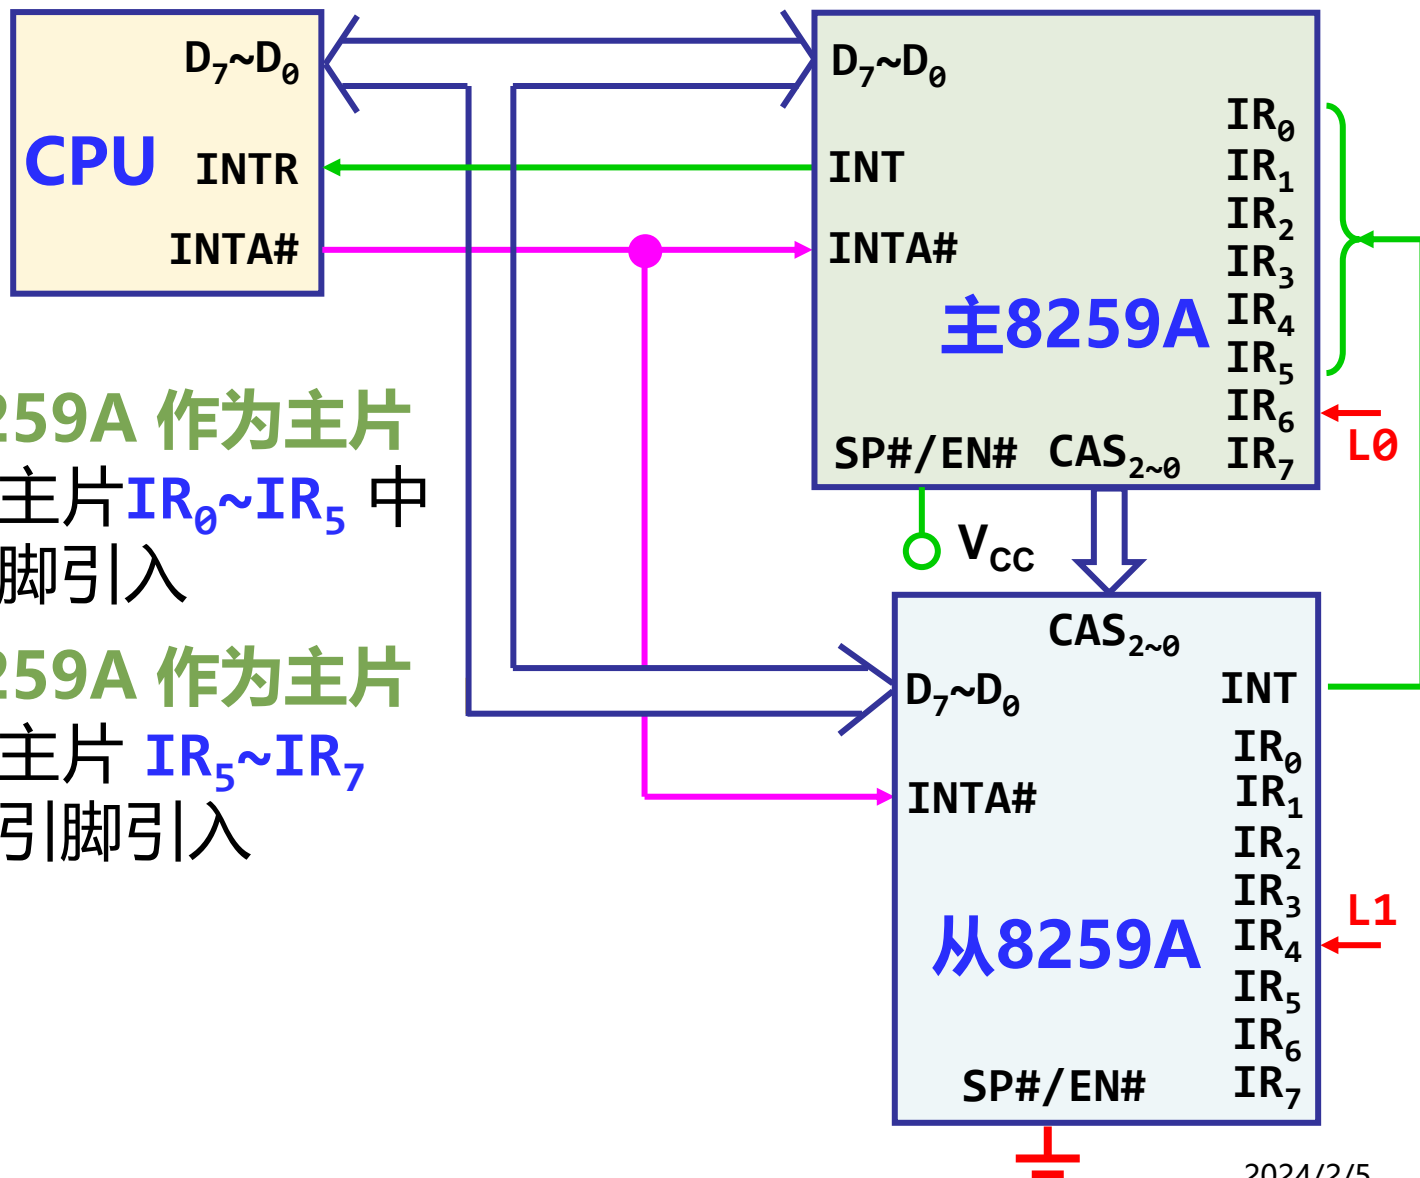 D₇~D₀
CPU
INTR
INTA#
D₇~D₀
INT
INTA#
主8259A
IR₀
IR₁
IR₂
IR₃
IR₄
IR₅
IR₆
IR₇
L0
SP#/EN#
CAS₂~₀
V_CC
259A 作为主片
主片IR₀~IR₅ 中
脚引入
259A 作为主片
主片 IR₅~IR₇
引脚引入
CAS₂~₀
D₇~D₀
INT
INTA#
从8259A
IR₀
IR₁
IR₂
IR₃
IR₄
IR₅
IR₆
IR₇
L1
SP#/EN#
2024/2/5